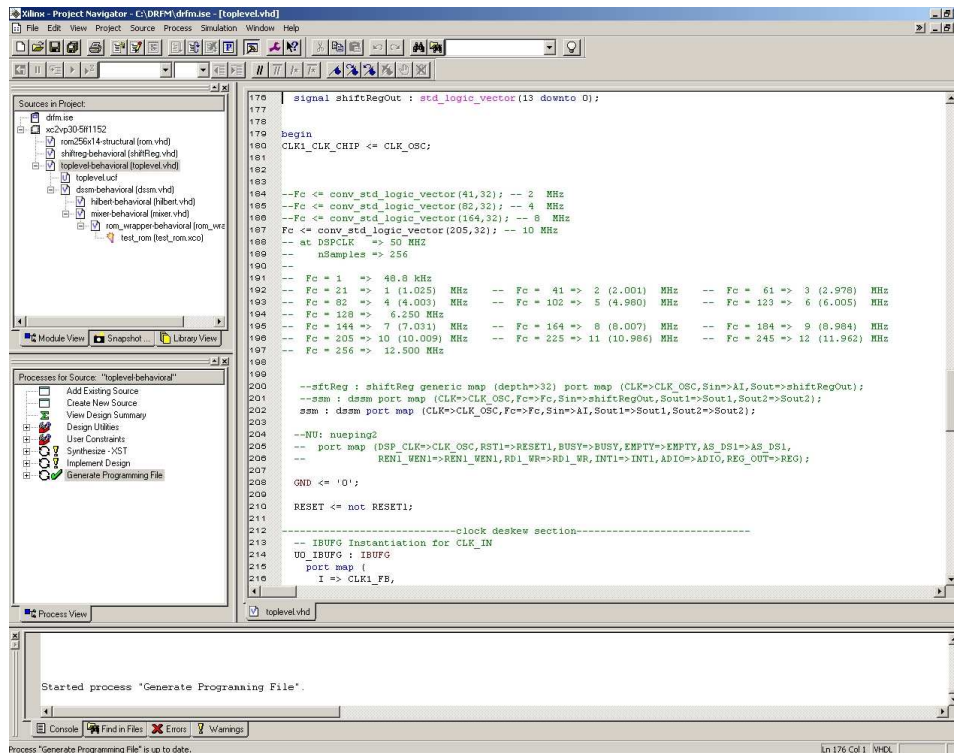 Xilinx - Project Navigator - C:\DRFM\drfm.ise - [toplevel.vhd]
File Edit View Project Source Process Simulation Window Help
Sources in Project:
drfm.ise
xc2vp30-5ff1152
rom256x14-structural (rom.vhd)
shiftreg-behavioral (shiftReg.vhd)
toplevel-behavioral (toplevel.vhd)
toplevel.ucf
dssm-behavioral (dssm.vhd)
hilbert-behavioral (hilbert.vhd)
mixer-behavioral (mixer.vhd)
rom_wrapper-behavioral (rom_wra
test_rom (test_rom.xco)
Module View Snapshot ... Library View
Processes for Source: "toplevel-behavioral"
Add Existing Source
Create New Source
View Design Summary
Design Utilities
User Constraints
Synthesize - XST
Implement Design
Generate Programming File
Process View
176 signal shiftRegOut : std_logic_vector(13 downto 0);
177
178
179 begin
180 CLK1_CLK_CHIP <= CLK_OSC;
181
182
183
184 --Fc <= conv_std_logic_vector(41,32); -- 2 MHz
185 --Fc <= conv_std_logic_vector(82,32); -- 4 MHz
186 --Fc <= conv_std_logic_vector(164,32); -- 8 MHz
187 Fc <= conv_std_logic_vector(205,32); -- 10 MHz
188 -- at DSPCLK => 50 MHZ
189 -- nSamples => 256
190 --
191 -- Fc = 1 => 48.8 kHz
192 -- Fc = 21 => 1 (1.025) MHz -- Fc = 41 => 2 (2.001) MHz -- Fc = 61 => 3 (2.978) MHz
193 -- Fc = 82 => 4 (4.003) MHz -- Fc = 102 => 5 (4.980) MHz -- Fc = 123 => 6 (6.005) MHz
194 -- Fc = 128 => 6.250 MHz
195 -- Fc = 144 => 7 (7.031) MHz -- Fc = 164 => 8 (8.007) MHz -- Fc = 184 => 9 (8.984) MHz
196 -- Fc = 205 => 10 (10.009) MHz -- Fc = 225 => 11 (10.986) MHz -- Fc = 245 => 12 (11.962) MHz
197 -- Fc = 256 => 12.500 MHz
198
199
200 --sftReg : shiftReg generic map (depth=>32) port map (CLK=>CLK_OSC,Sin=>AI,Sout=>shiftRegOut);
201 --ssm : dssm port map (CLK=>CLK_OSC,Fc=>Fc,Sin=>shiftRegOut,Sout1=>Sout1,Sout2=>Sout2);
202 ssm : dssm port map (CLK=>CLK_OSC,Fc=>Fc,Sin=>AI,Sout1=>Sout1,Sout2=>Sout2);
203
204 --NU: nueping2
205 -- port map (DSP_CLK=>CLK_OSC,RST1=>RESET1,BUSY=>BUSY,EMPTY=>EMPTY,AS_DS1=>AS_DS1,
206 -- REN1_WEN1=>REN1_WEN1,RD1_WR=>RD1_WR,INT1=>INT1,ADIO=>ADIO,REG_OUT=>REG);
207
208 GND <= '0';
209
210 RESET <= not RESET1;
211
212 -----------------------------clock deskew section-----------------------------
213 -- IBUFG Instantiation for CLK_IN
214 U0_IBUFG : IBUFG
215 port map (
216 I => CLK1_FB,
toplevel.vhd
Started process "Generate Programming File".
Console Find in Files Errors Warnings
Process "Generate Programming File" is up to date.
Ln 176 Col 1 VHDL